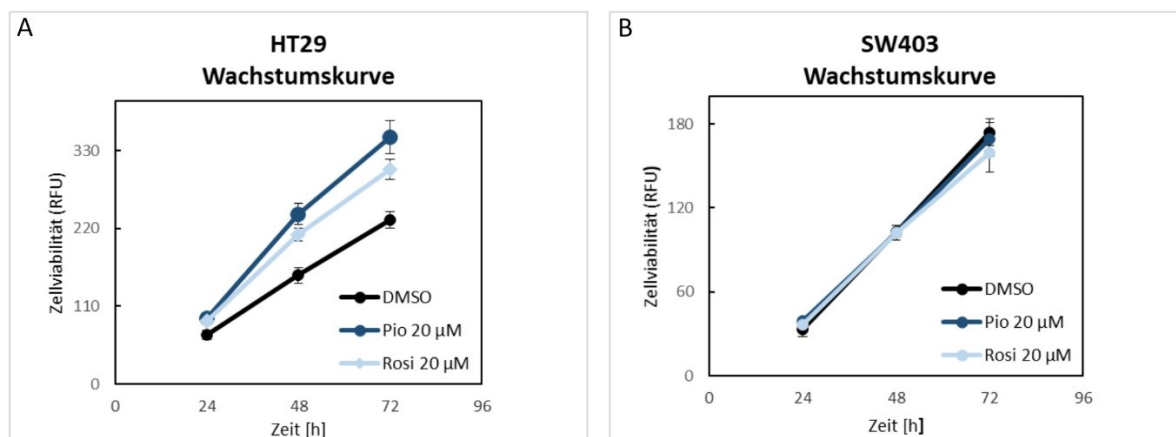 A
HT29
Wachstumskurve
Zellviabilität (RFU)
330
220
110
0
DMSO
Pio 20 µM
Rosi 20 µM
0 24 48 72 96
Zeit [h]
B
SW403
Wachstumskurve
Zellviabilität (RFU)
180
120
60
0
DMSO
Pio 20 µM
Rosi 20 µM
0 24 48 72 96
Zeit [h]